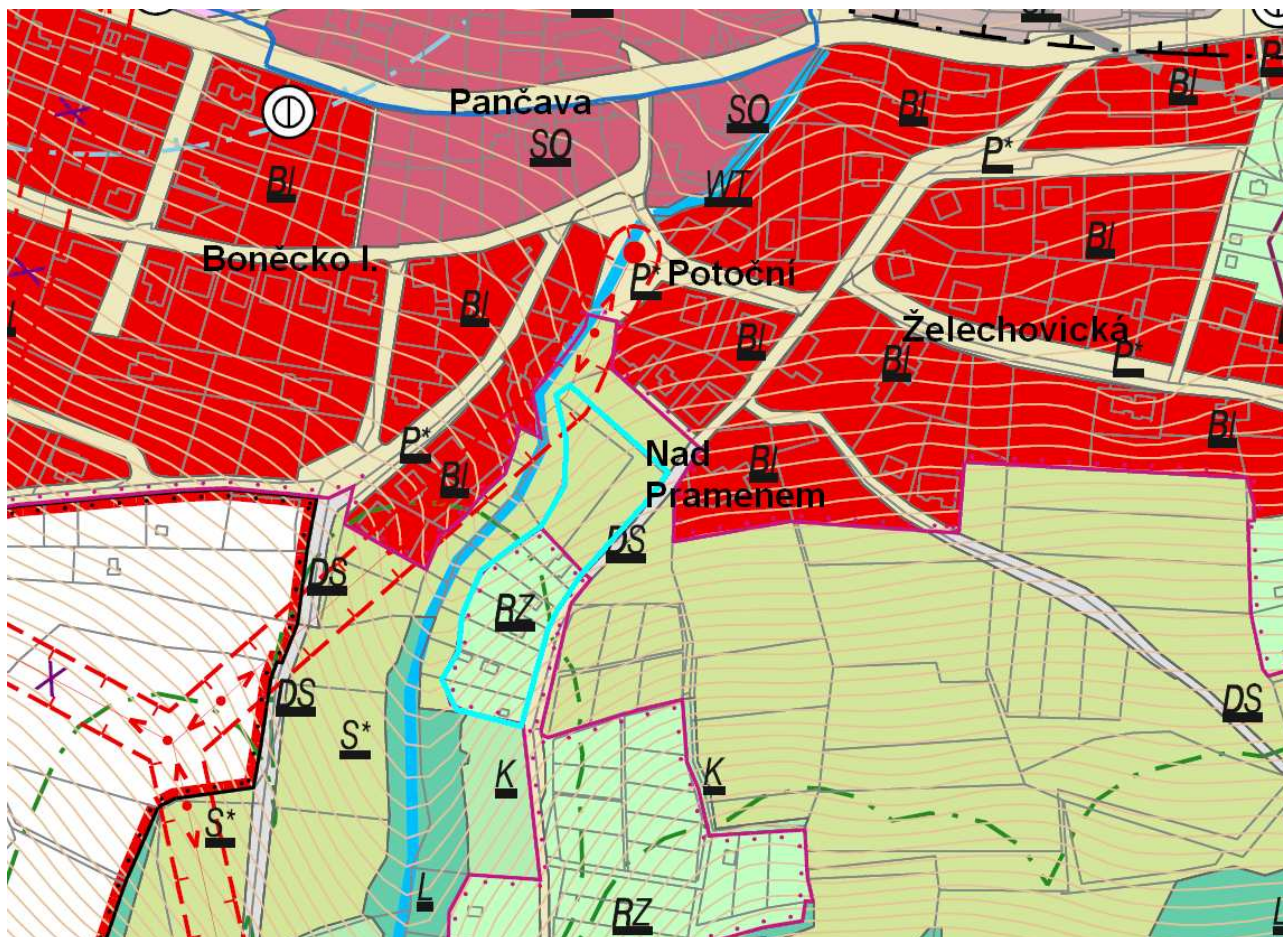 Pančava
SO
SO
BI
BI
P*
BI
WT
BI
Boněcko I.
P*
Potoční
BI
BI
Želechovická
P*
BI
BI
P*
BI
Nad
Pramenem
BI
DS
DS
RZ
DS
S*
DS
K
K
S*
L
RZ